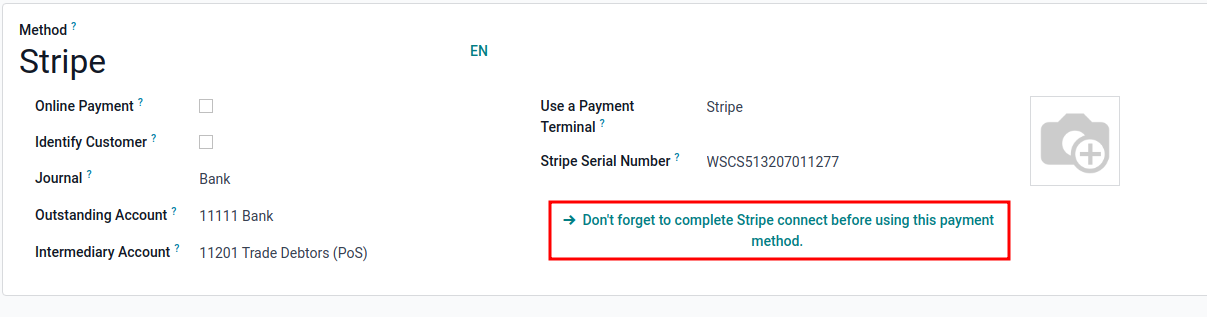 Method ?
Stripe
EN
Online Payment ?
Identify Customer ?
Journal ? Bank
Outstanding Account ? 11111 Bank
Intermediary Account ? 11201 Trade Debtors (PoS)
Use a Payment
Terminal ? Stripe
Stripe Serial Number ? WSCS513207011277
→ Don't forget to complete Stripe connect before using this payment
method.